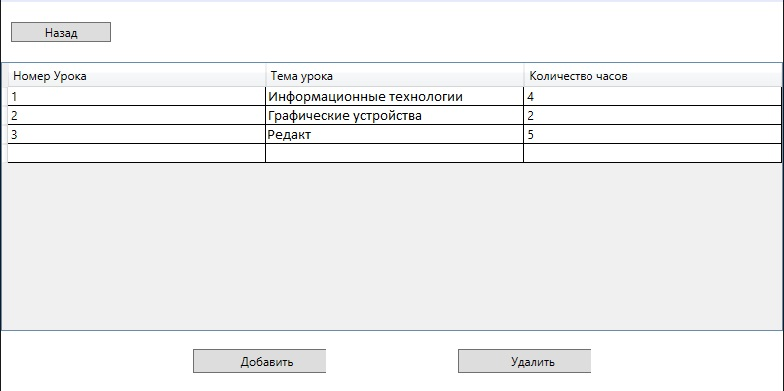 Назад
Номер Урока Тема урока Количество часов
1 Информационные технологии 4
2 Графические устройства 2
3 Редакт 5
Добавить Удалить